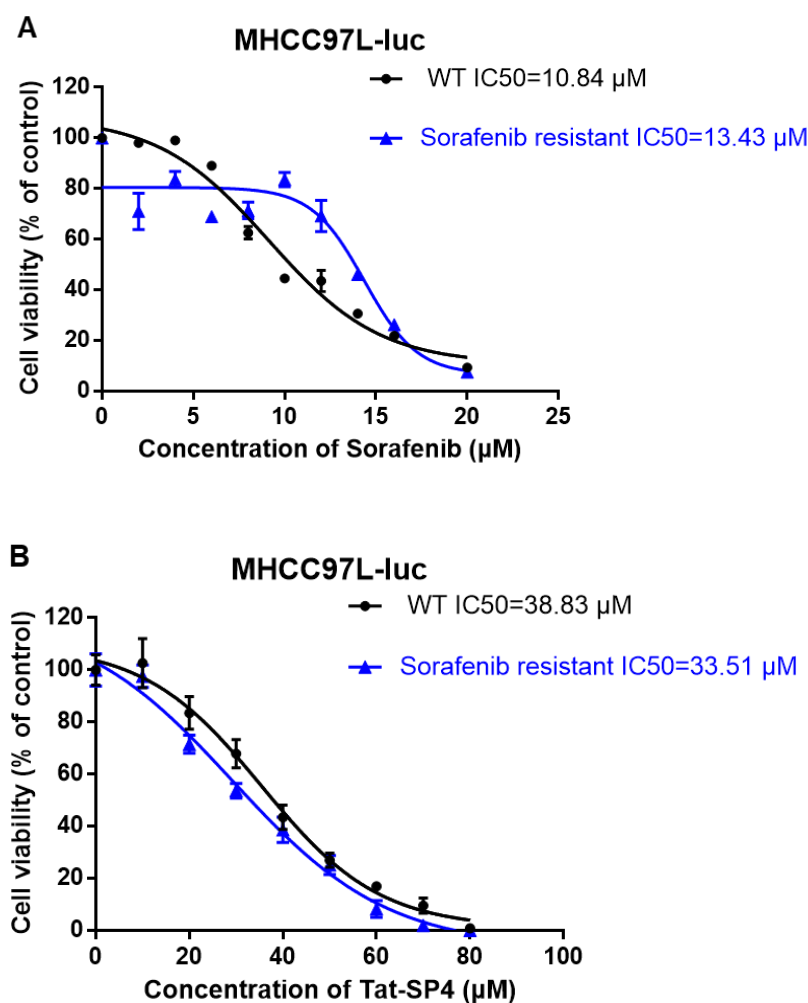 A
MHCC97L-luc
WT IC50=10.84 µM
Sorafenib resistant IC50=13.43 µM
Cell viability (% of control)
120
100
80
60
40
20
0
0 5 10 15 20 25
Concentration of Sorafenib (µM)
B
MHCC97L-luc
WT IC50=38.83 µM
Sorafenib resistant IC50=33.51 µM
Cell viability (% of control)
120
100
80
60
40
20
0
0 20 40 60 80 100
Concentration of Tat-SP4 (µM)